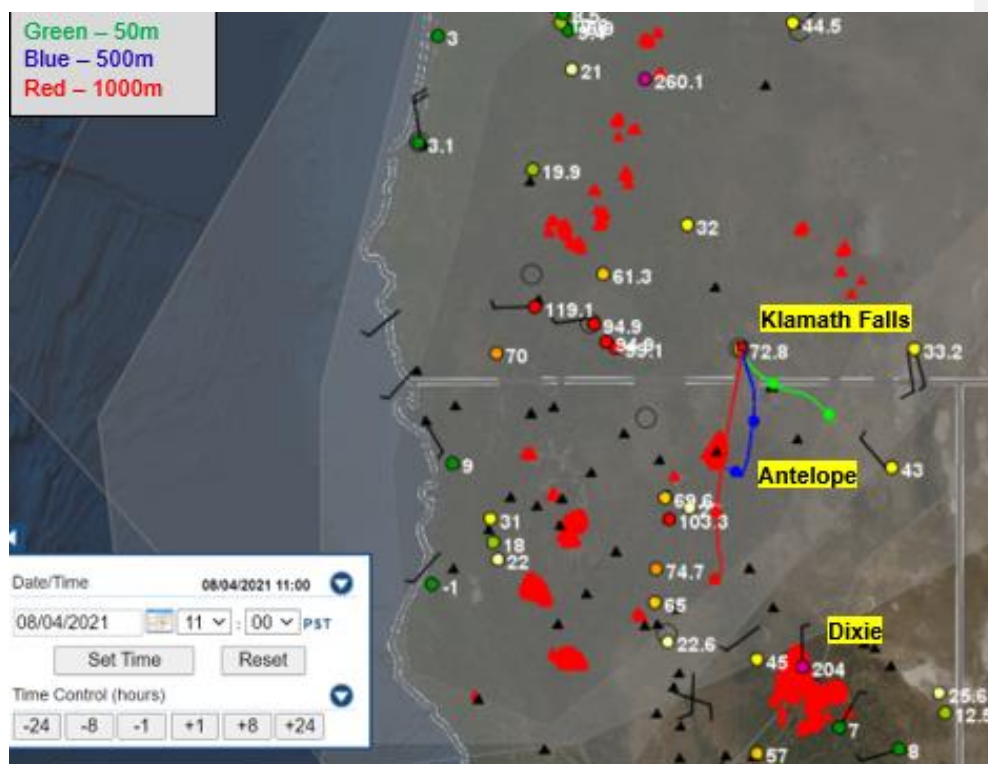 Green – 50m
Blue – 500m
Red – 1000m
3
44.5
21
260.1
3.1
19.9
32
61.3
119.1
94.9
Klamath Falls
70
72.8
33.2
9
43
Antelope
69.6
31
103.3
18
22
74.7
-1
65
22.6
Dixie
45
204
25.6
12.5
7
57
8
Date/Time
08/04/2021 11:00
08/04/2021 11 : 00 PST
Set Time Reset
Time Control (hours)
-24 -8 -1 +1 +8 +24